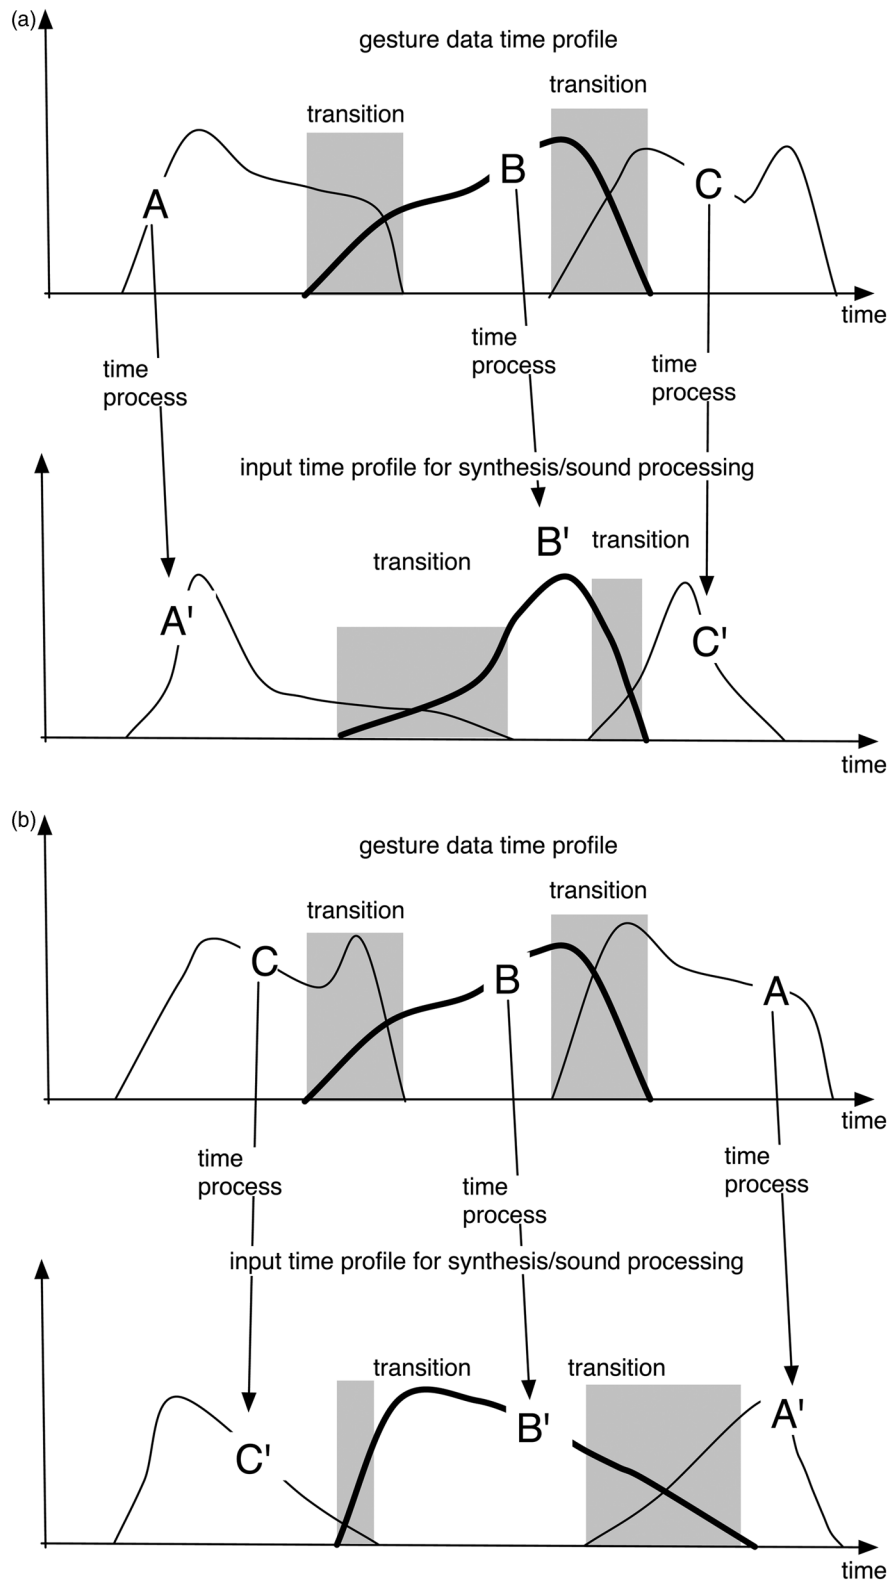 (a)
gesture data time profile
transition
transition
A
B
C
time
time
process
time
process
time
process
input time profile for synthesis/sound processing
B'
transition
transition
A'
C'
time
(b)
gesture data time profile
transition
transition
C
B
A
time
time
process
time
process
time
process
input time profile for synthesis/sound processing
transition
transition
C'
B'
A'
time